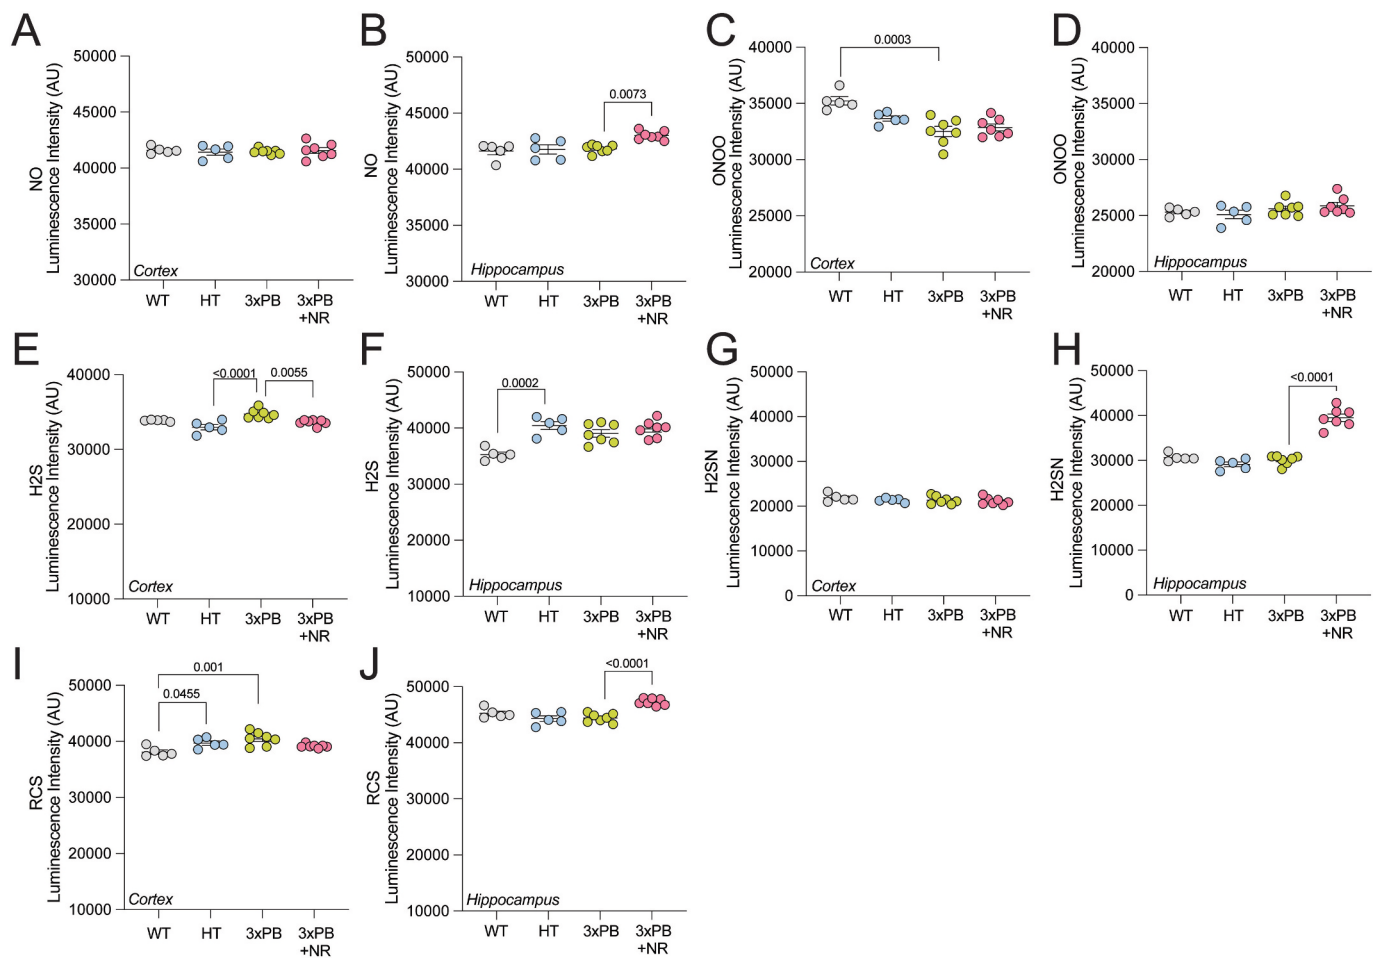 A
NO
Luminescence Intensity (AU)
50000
45000
40000
35000
30000
Cortex
WT
HT
3xPB
3xPB
+NR
B
NO
Luminescence Intensity (AU)
50000
45000
40000
35000
30000
0.0073
Hippocampus
WT
HT
3xPB
3xPB
+NR
C
ONOO
Luminescence Intensity (AU)
40000
35000
30000
25000
20000
0.0003
Cortex
WT
HT
3xPB
3xPB
+NR
D
ONOO
Luminescence Intensity (AU)
40000
35000
30000
25000
20000
Hippocampus
WT
HT
3xPB
3xPB
+NR
E
H2S
Luminescence Intensity (AU)
40000
30000
20000
10000
<0.0001
0.0055
Cortex
WT
HT
3xPB
3xPB
+NR
F
H2S
Luminescence Intensity (AU)
50000
40000
30000
20000
10000
0.0002
Hippocampus
WT
HT
3xPB
3xPB
+NR
G
H2SN
Luminescence Intensity (AU)
50000
40000
30000
20000
10000
0
Cortex
WT
HT
3xPB
3xPB
+NR
H
H2SN
Luminescence Intensity (AU)
50000
40000
30000
20000
10000
0
<0.0001
Hippocampus
WT
HT
3xPB
3xPB
+NR
I
RCS
Luminescence Intensity (AU)
50000
40000
30000
20000
10000
0.001
0.0455
Cortex
WT
HT
3xPB
3xPB
+NR
J
RCS
Luminescence Intensity (AU)
50000
40000
30000
20000
10000
<0.0001
Hippocampus
WT
HT
3xPB
3xPB
+NR